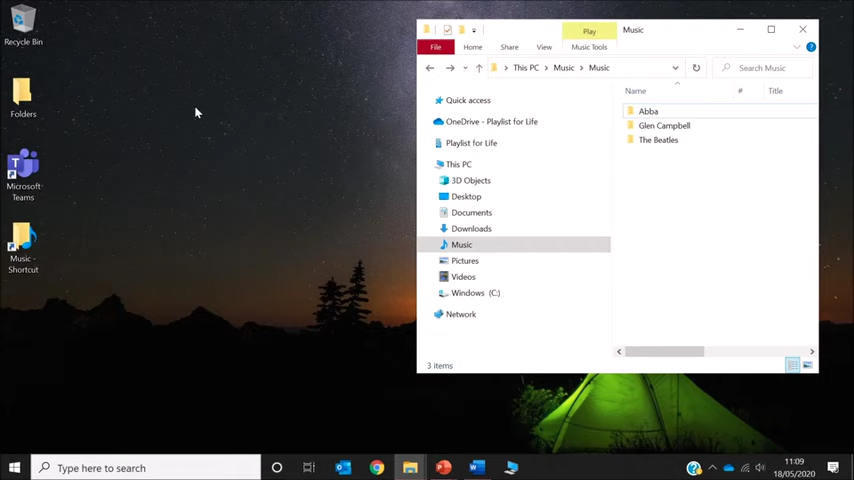 Recycle Bin
Folders
Microsoft
Teams
Music -
Shortcut
Play
Music
File
Home
Share
View
Music Tools
This PC
Music
Music
Search Music
Name
#
Title
Quick access
OneDrive - Playlist for Life
Playlist for Life
This PC
3D Objects
Desktop
Documents
Downloads
Music
Pictures
Videos
Windows (C:)
Network
Abba
Glen Campbell
The Beatles
3 items
Type here to search
11:09
18/05/2020